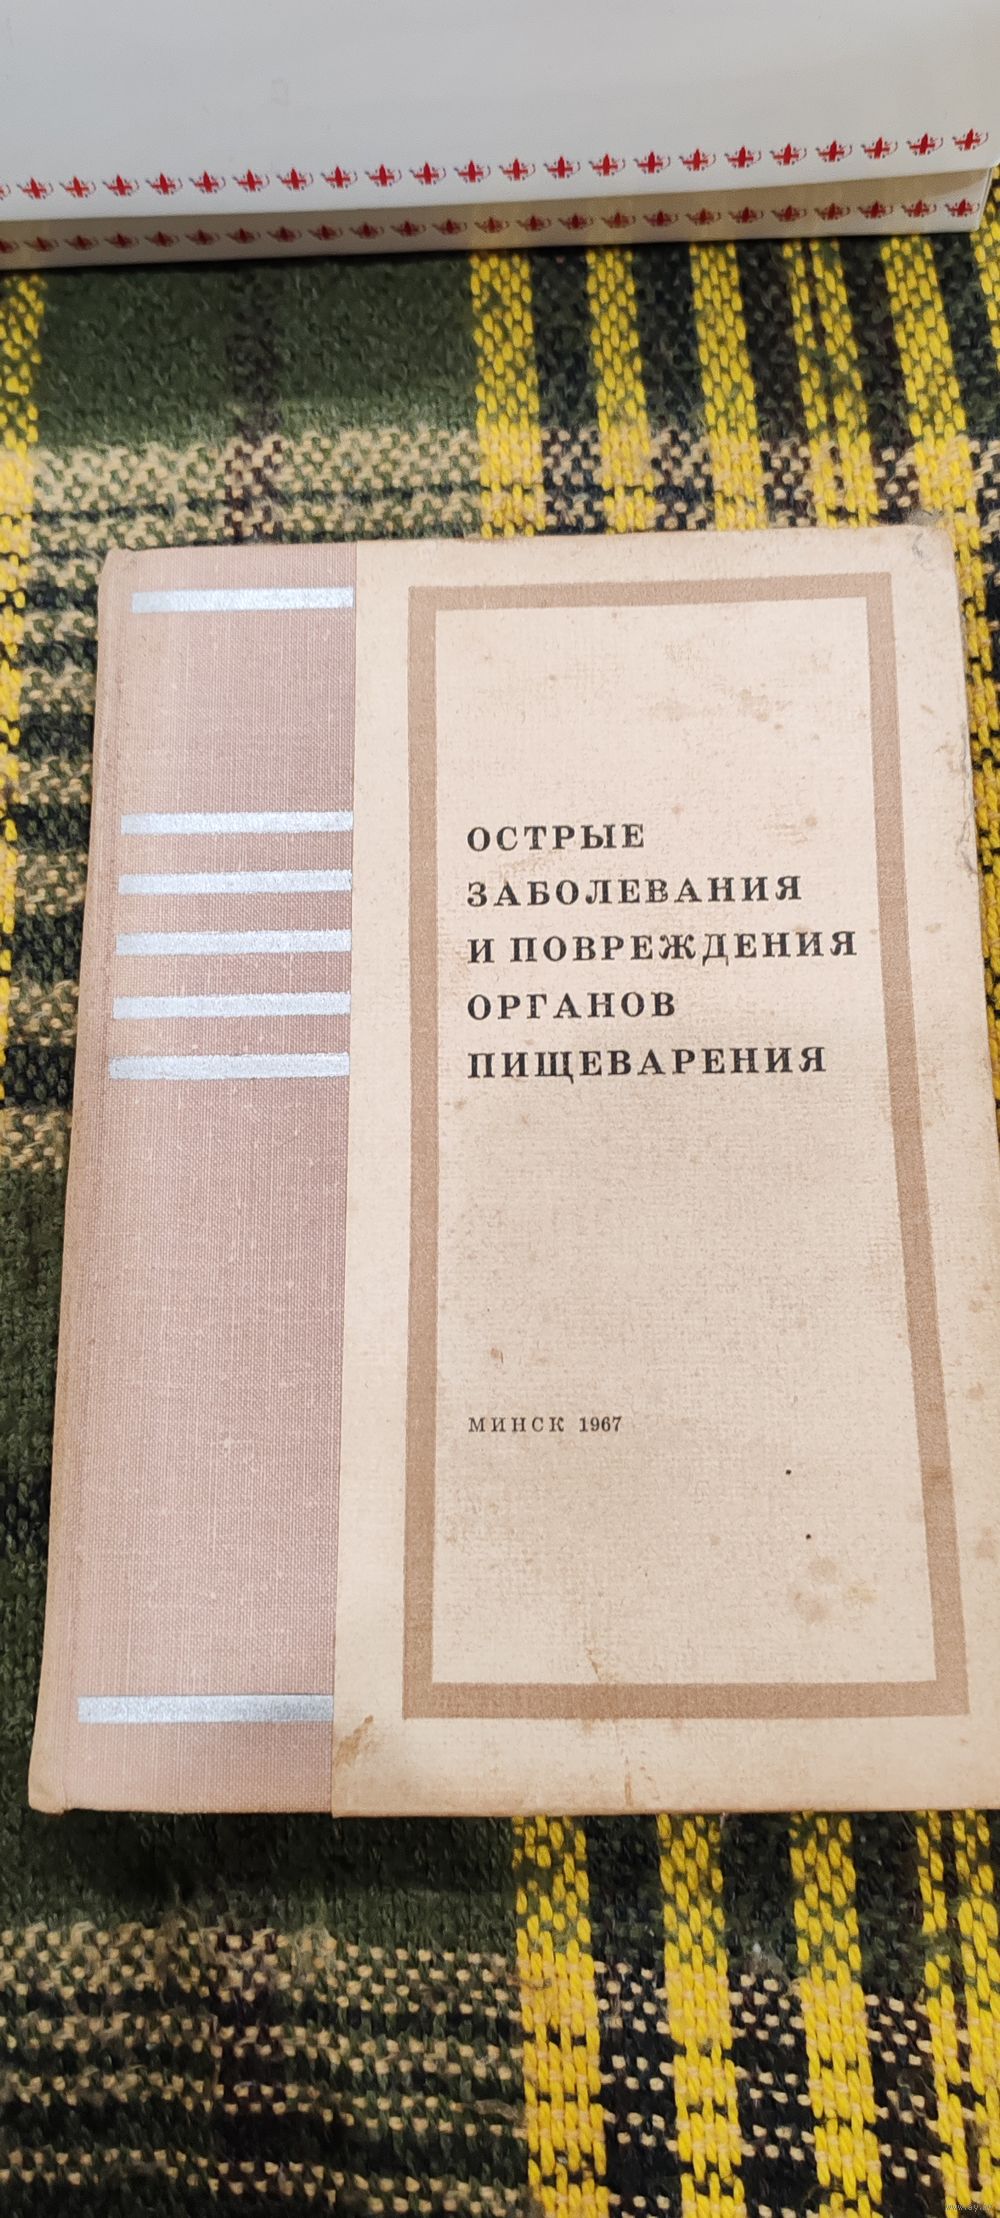 ОСТРЫЕ
ЗАБОЛЕВАНИЯ
И ПОВРЕЖДЕНИЯ
ОРГАНОВ
ПИЩЕВАРЕНИЯ
МИНСК 1967